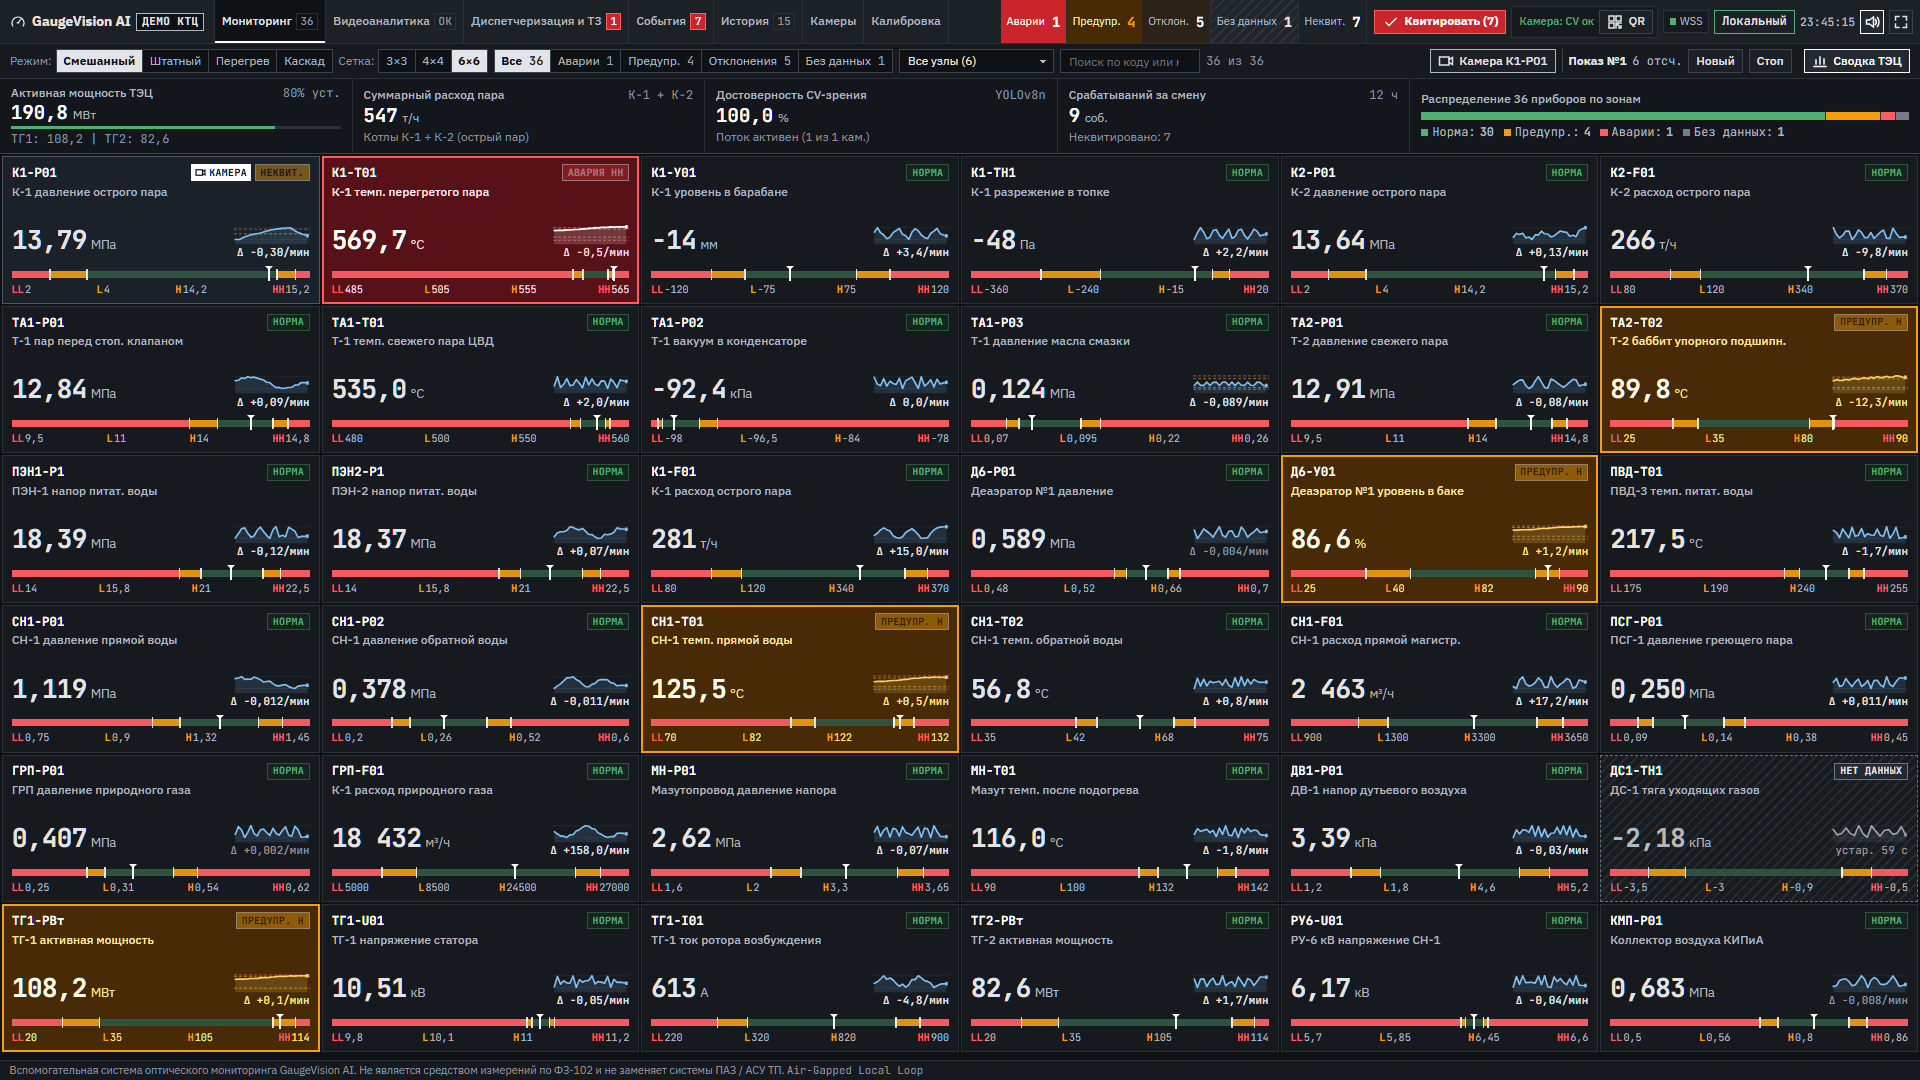 GaugeVision AI ДЕМО КТЦ Мониторинг 36 Видеоаналитика OK Диспетчеризация и ТЗ 1 События 7 История 15 Камеры Калибровка Аварии 1 Предупр. 4 Отклон. 5 Без данных 1 Неквит. 7 Квитировать (7) Камера: CV ок QR WSS Локальный 23:45:15
Режим: Смешанный Штатный Перегрев Каскад Сетка: 3×3 4×4 6×6 Все 36 Аварии 1 Предупр. 4 Отклонения 5 Без данных 1 Все узлы (6) Поиск по коду или 36 из 36 Камера К1-P01 Показ №1 6 отсч. Новый Стоп Сводка ТЭЦ
Активная мощность ТЭЦ 80% уст.
190,8 МВт
ТГ1: 108,2 | ТГ2: 82,6
Суммарный расход пара К-1 + К-2
547 т/ч
Котлы К-1 + К-2 (острый пар)
Достоверность CV-зрения YOLOv8n
100,0 %
Поток активен (1 из 1 кам.)
Срабатываний за смену 12 ч
9 соб.
Неквитировано: 7
Распределение 36 приборов по зонам
Норма: 30 Предупр.: 4 Аварии: 1 Без данных: 1
К1-P01 КАМЕРА НЕКВИТ.
К-1 давление острого пара
13,79 МПа
Δ -0,30/мин
LL2 L4 H14,2 HH15,2
К1-T01 АВАРИЯ HH
К-1 темп. перегретого пара
569,7 °C
Δ -0,5/мин
LL485 L505 H555 HH565
К1-У01 НОРМА
К-1 уровень в барабане
-14 мм
Δ +3,4/мин
LL-120 L-75 H75 HH120
К1-ТН1 НОРМА
К-1 разрежение в топке
-48 Па
Δ +2,2/мин
LL-360 L-240 H-15 HH20
К2-P01 НОРМА
К-2 давление острого пара
13,64 МПа
Δ +0,13/мин
LL2 L4 H14,2 HH15,2
К2-F01 НОРМА
К-2 расход острого пара
266 т/ч
Δ -9,8/мин
LL80 L120 H340 HH370
ТА1-P01 НОРМА
Т-1 пар перед стоп. клапаном
12,84 МПа
Δ +0,09/мин
LL9,5 L11 H14 HH14,8
ТА1-T01 НОРМА
Т-1 темп. свежего пара ЦВД
535,0 °C
Δ +2,0/мин
LL480 L500 H550 HH560
ТА1-P02 НОРМА
Т-1 вакуум в конденсаторе
-92,4 кПа
Δ 0,0/мин
LL-98 L-96,5 H-84 HH-78
ТА1-P03 НОРМА
Т-1 давление масла смазки
0,124 МПа
Δ -0,089/мин
LL0,07 L0,095 H0,22 HH0,26
ТА2-P01 НОРМА
Т-2 давление свежего пара
12,91 МПа
Δ -0,08/мин
LL9,5 L11 H14 HH14,8
ТА2-T02 ПРЕДУПР. H
Т-2 баббит упорного подшипн.
89,8 °C
Δ -12,3/мин
LL25 L35 H80 HH90
ПЭН1-P1 НОРМА
ПЭН-1 напор питат. воды
18,39 МПа
Δ -0,12/мин
LL14 L15,8 H21 HH22,5
ПЭН2-P1 НОРМА
ПЭН-2 напор питат. воды
18,37 МПа
Δ +0,07/мин
LL14 L15,8 H21 HH22,5
К1-F01 НОРМА
К-1 расход острого пара
281 т/ч
Δ +15,0/мин
LL80 L120 H340 HH370
Д6-P01 НОРМА
Деаэратор №1 давление
0,589 МПа
Δ -0,004/мин
LL0,48 L0,52 H0,66 HH0,7
Д6-У01 ПРЕДУПР. H
Деаэратор №1 уровень в баке
86,6 %
Δ +1,2/мин
LL25 L40 H82 HH90
ПВД-T01 НОРМА
ПВД-3 темп. питат. воды
217,5 °C
Δ -1,7/мин
LL175 L190 H240 HH255
СН1-P01 НОРМА
СН-1 давление прямой воды
1,119 МПа
Δ -0,012/мин
LL0,75 L0,9 H1,32 HH1,45
СН1-P02 НОРМА
СН-1 давление обратной воды
0,378 МПа
Δ -0,011/мин
LL0,2 L0,26 H0,52 HH0,6
СН1-T01 ПРЕДУПР. H
СН-1 темп. прямой воды
125,5 °C
Δ +0,5/мин
LL70 L82 H122 HH132
СН1-T02 НОРМА
СН-1 темп. обратной воды
56,8 °C
Δ +0,8/мин
LL35 L42 H68 HH75
СН1-F01 НОРМА
СН-1 расход прямой магистр.
2 463 м³/ч
Δ +17,2/мин
LL900 L1300 H3300 HH3650
ПСГ-P01 НОРМА
ПСГ-1 давление греющего пара
0,250 МПа
Δ +0,011/мин
LL0,09 L0,14 H0,38 HH0,45
ГРП-P01 НОРМА
ГРП давление природного газа
0,407 МПа
Δ +0,002/мин
LL0,25 L0,31 H0,54 HH0,62
ГРП-F01 НОРМА
К-1 расход природного газа
18 432 м³/ч
Δ +158,0/мин
LL5000 L8500 H24500 HH27000
МН-P01 НОРМА
Мазутопровод давление напора
2,62 МПа
Δ -0,07/мин
LL1,6 L2 H3,3 HH3,65
МН-T01 НОРМА
Мазут темп. после подогрева
116,0 °C
Δ -1,8/мин
LL90 L100 H132 HH142
ДВ1-P01 НОРМА
ДВ-1 напор дутьевого воздуха
3,39 кПа
Δ -0,03/мин
LL1,2 L1,8 H4,6 HH5,2
ДС1-ТН1 НЕТ ДАННЫХ
ДС-1 тяга уходящих газов
-2,18 кПа
устар. 59 с
LL-3,5 L-3 H-0,9 HH-0,5
ТГ1-PВт ПРЕДУПР. H
ТГ-1 активная мощность
108,2 МВт
Δ +0,1/мин
LL20 L35 H105 HH114
ТГ1-U01 НОРМА
ТГ-1 напряжение статора
10,51 кВ
Δ -0,05/мин
LL9,8 L10,1 H11 HH11,2
ТГ1-I01 НОРМА
ТГ-1 ток ротора возбуждения
613 А
Δ -4,8/мин
LL220 L320 H820 HH900
ТГ2-PВт НОРМА
ТГ-2 активная мощность
82,6 МВт
Δ +1,7/мин
LL20 L35 H105 HH114
РУ6-U01 НОРМА
РУ-6 кВ напряжение СН-1
6,17 кВ
Δ -0,04/мин
LL5,7 L5,85 H6,45 HH6,6
КМП-P01 НОРМА
Коллектор воздуха КИПиА
0,683 МПа
Δ -0,008/мин
LL0,5 L0,56 H0,8 HH0,86
Вспомогательная система оптического мониторинга GaugeVision AI. Не является средством измерений по ФЗ-102 и не заменяет системы ПАЗ / АСУ ТП. Air-Gapped Local Loop